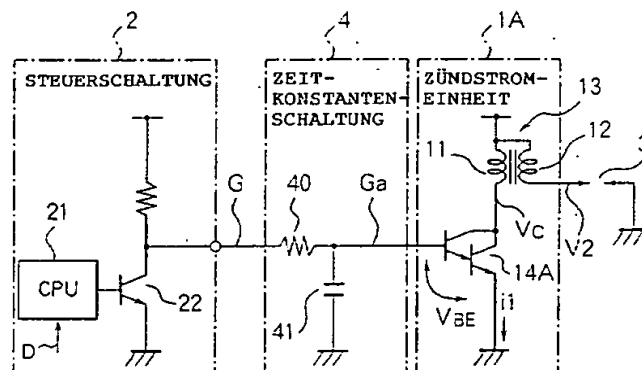 2
4
1A
STEUERSCHALTUNG
ZEIT-
KONSTANTEN-
SCHALTUNG
ZÜNDSTROM-
EINHEIT
13
11
12
3
21
G
40
Ga
VC
V2
CPU
22
14A
41
VBE
i1
D